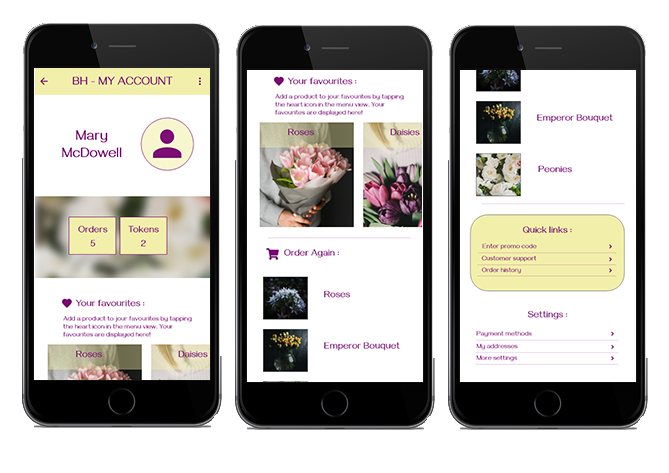 BH - MY ACCOUNT
Mary
McDowell
Orders
5
Tokens
2
Your favourites :
Add a product to your favourites by tapping
the heart icon in the menu view. Your
favourites are displayed here!
Roses
Daisies
Your favourites :
Add a product to your favourites by tapping
the heart icon in the menu view. Your
favourites are displayed here!
Roses
Daisies
Order Again :
Roses
Emperor Bouquet
Emperor Bouquet
Peonies
Quick links :
Enter promo code
Customer support
Order history
Settings :
Payment methods
My addresses
More settings